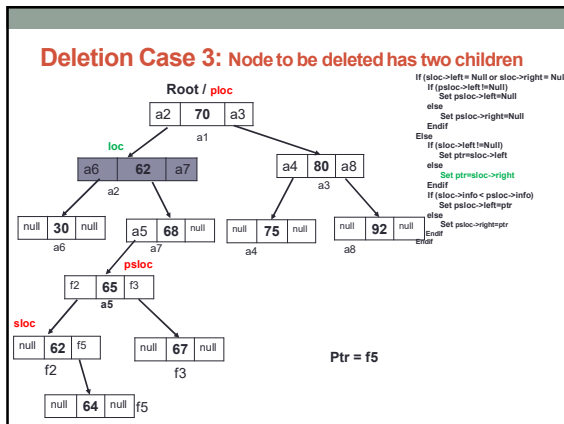 Deletion Case 3: Node to be deleted has two children
If (sloc->left = Null or sloc->right = Null
If (psloc->left !=Null)
Set psloc->left=Null
else
Set psloc->right=Null
Endif
Else
If (sloc->left !=Null)
Set ptr=sloc->left
else
Set ptr=sloc->right
Endif
If (sloc->info < psloc->info)
Set psloc->left=ptr
else
Set psloc->right=ptr
Endif
Endif
Root / ploc
a2 70 a3
a1
loc
a6 62 a7
a2
a4 80 a8
a3
null 30 null
a6
a5 68 null
a7
null 75 null
a4
null 92 null
a8
psloc
f2 65 f3
a5
sloc
null 62 f5
f2
null 67 null
f3
Ptr = f5
null 64 null f5